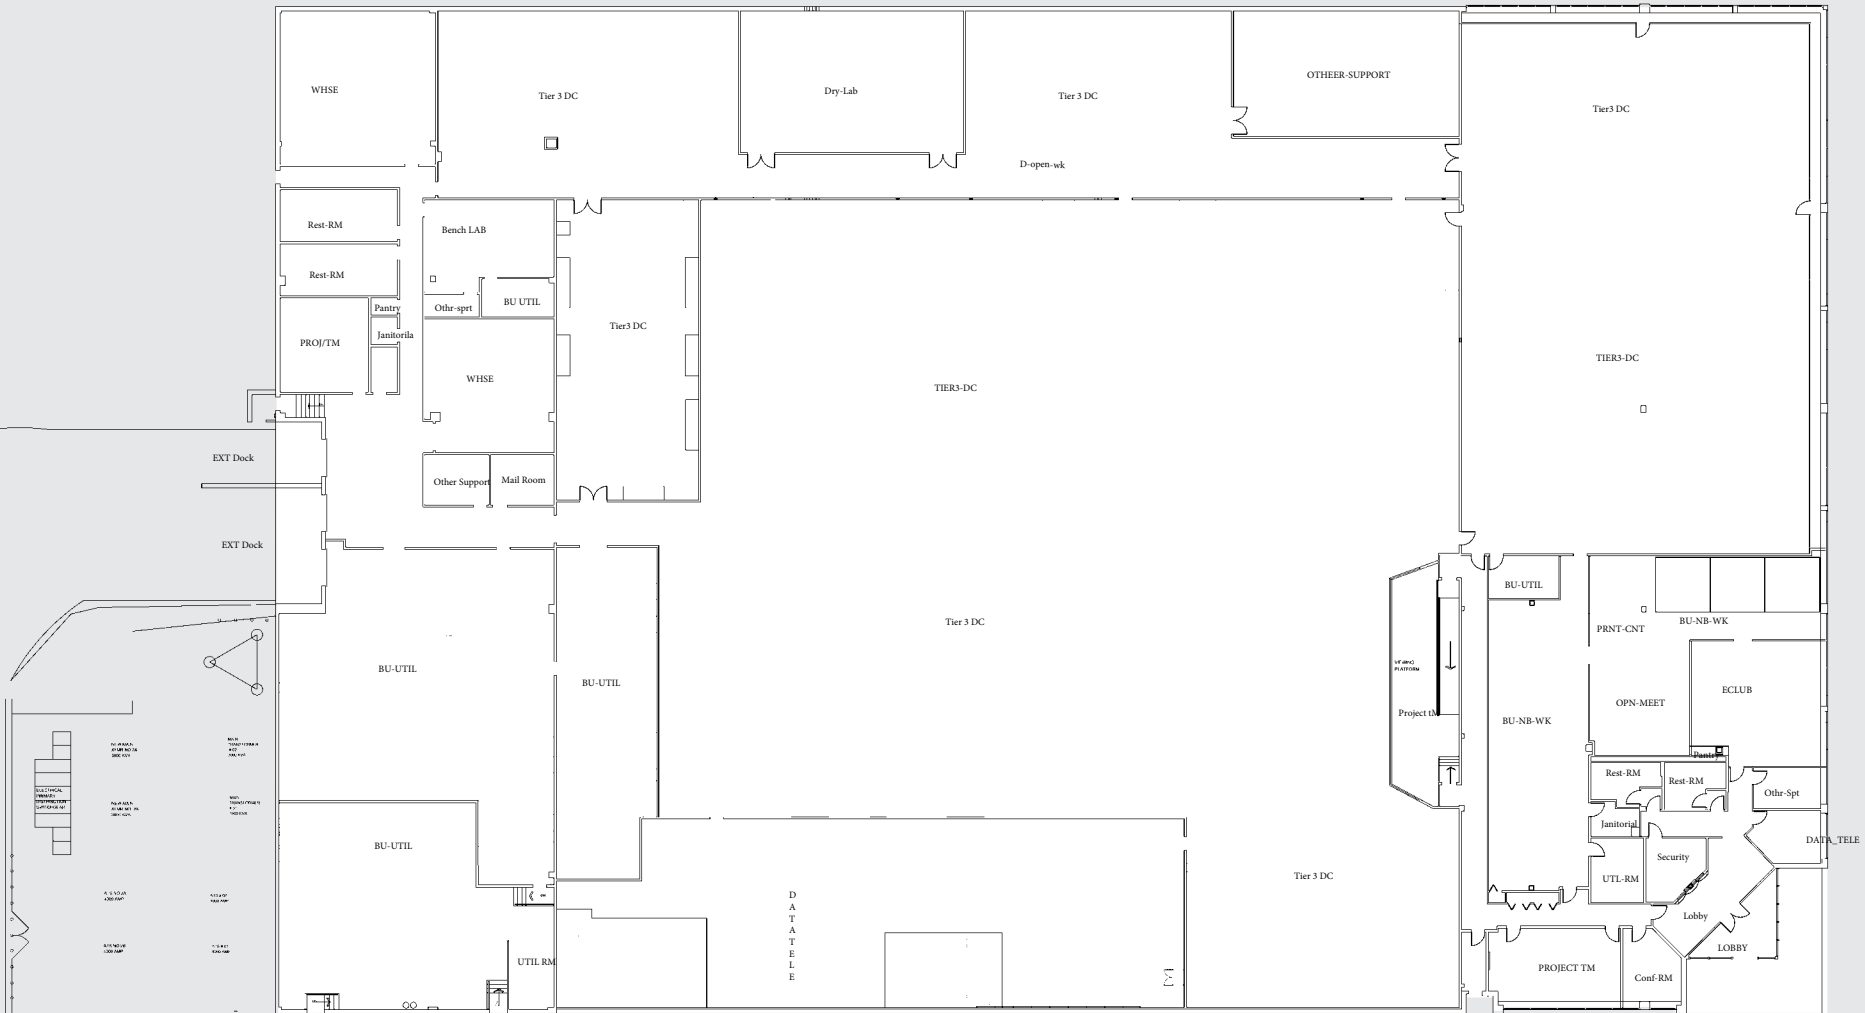 WHSE
Tier 3 DC
Dry-Lab
Tier 3 DC
OTHEER-SUPPORT
Tier3 DC
D-open-wk
Rest-RM
Bench LAB
Rest-RM
Pantry
Othr-sprt
BU UTIL
Janitorila
PROJ/TM
Tier3 DC
TIER3-DC
WHSE
TIER3-DC
EXT Dock
Other Support
Mail Room
EXT Dock
BU-UTIL
Tier 3 DC
PRNT-CNT
BU-NB-WK
BU-UTIL
BU-UTIL
PLATFORM
ECLUB
OPN-MEET
Project tM
BU-NB-WK
Pantry
Rest-RM
Rest-RM
Othr-Spt
Janitorial
DATA_TELE
BU-UTIL
Security
Tier 3 DC
UTL-RM
D
A
T
A
T
E
L
E
Lobby
LOBBY
UTIL RM
PROJECT TM
Conf-RM